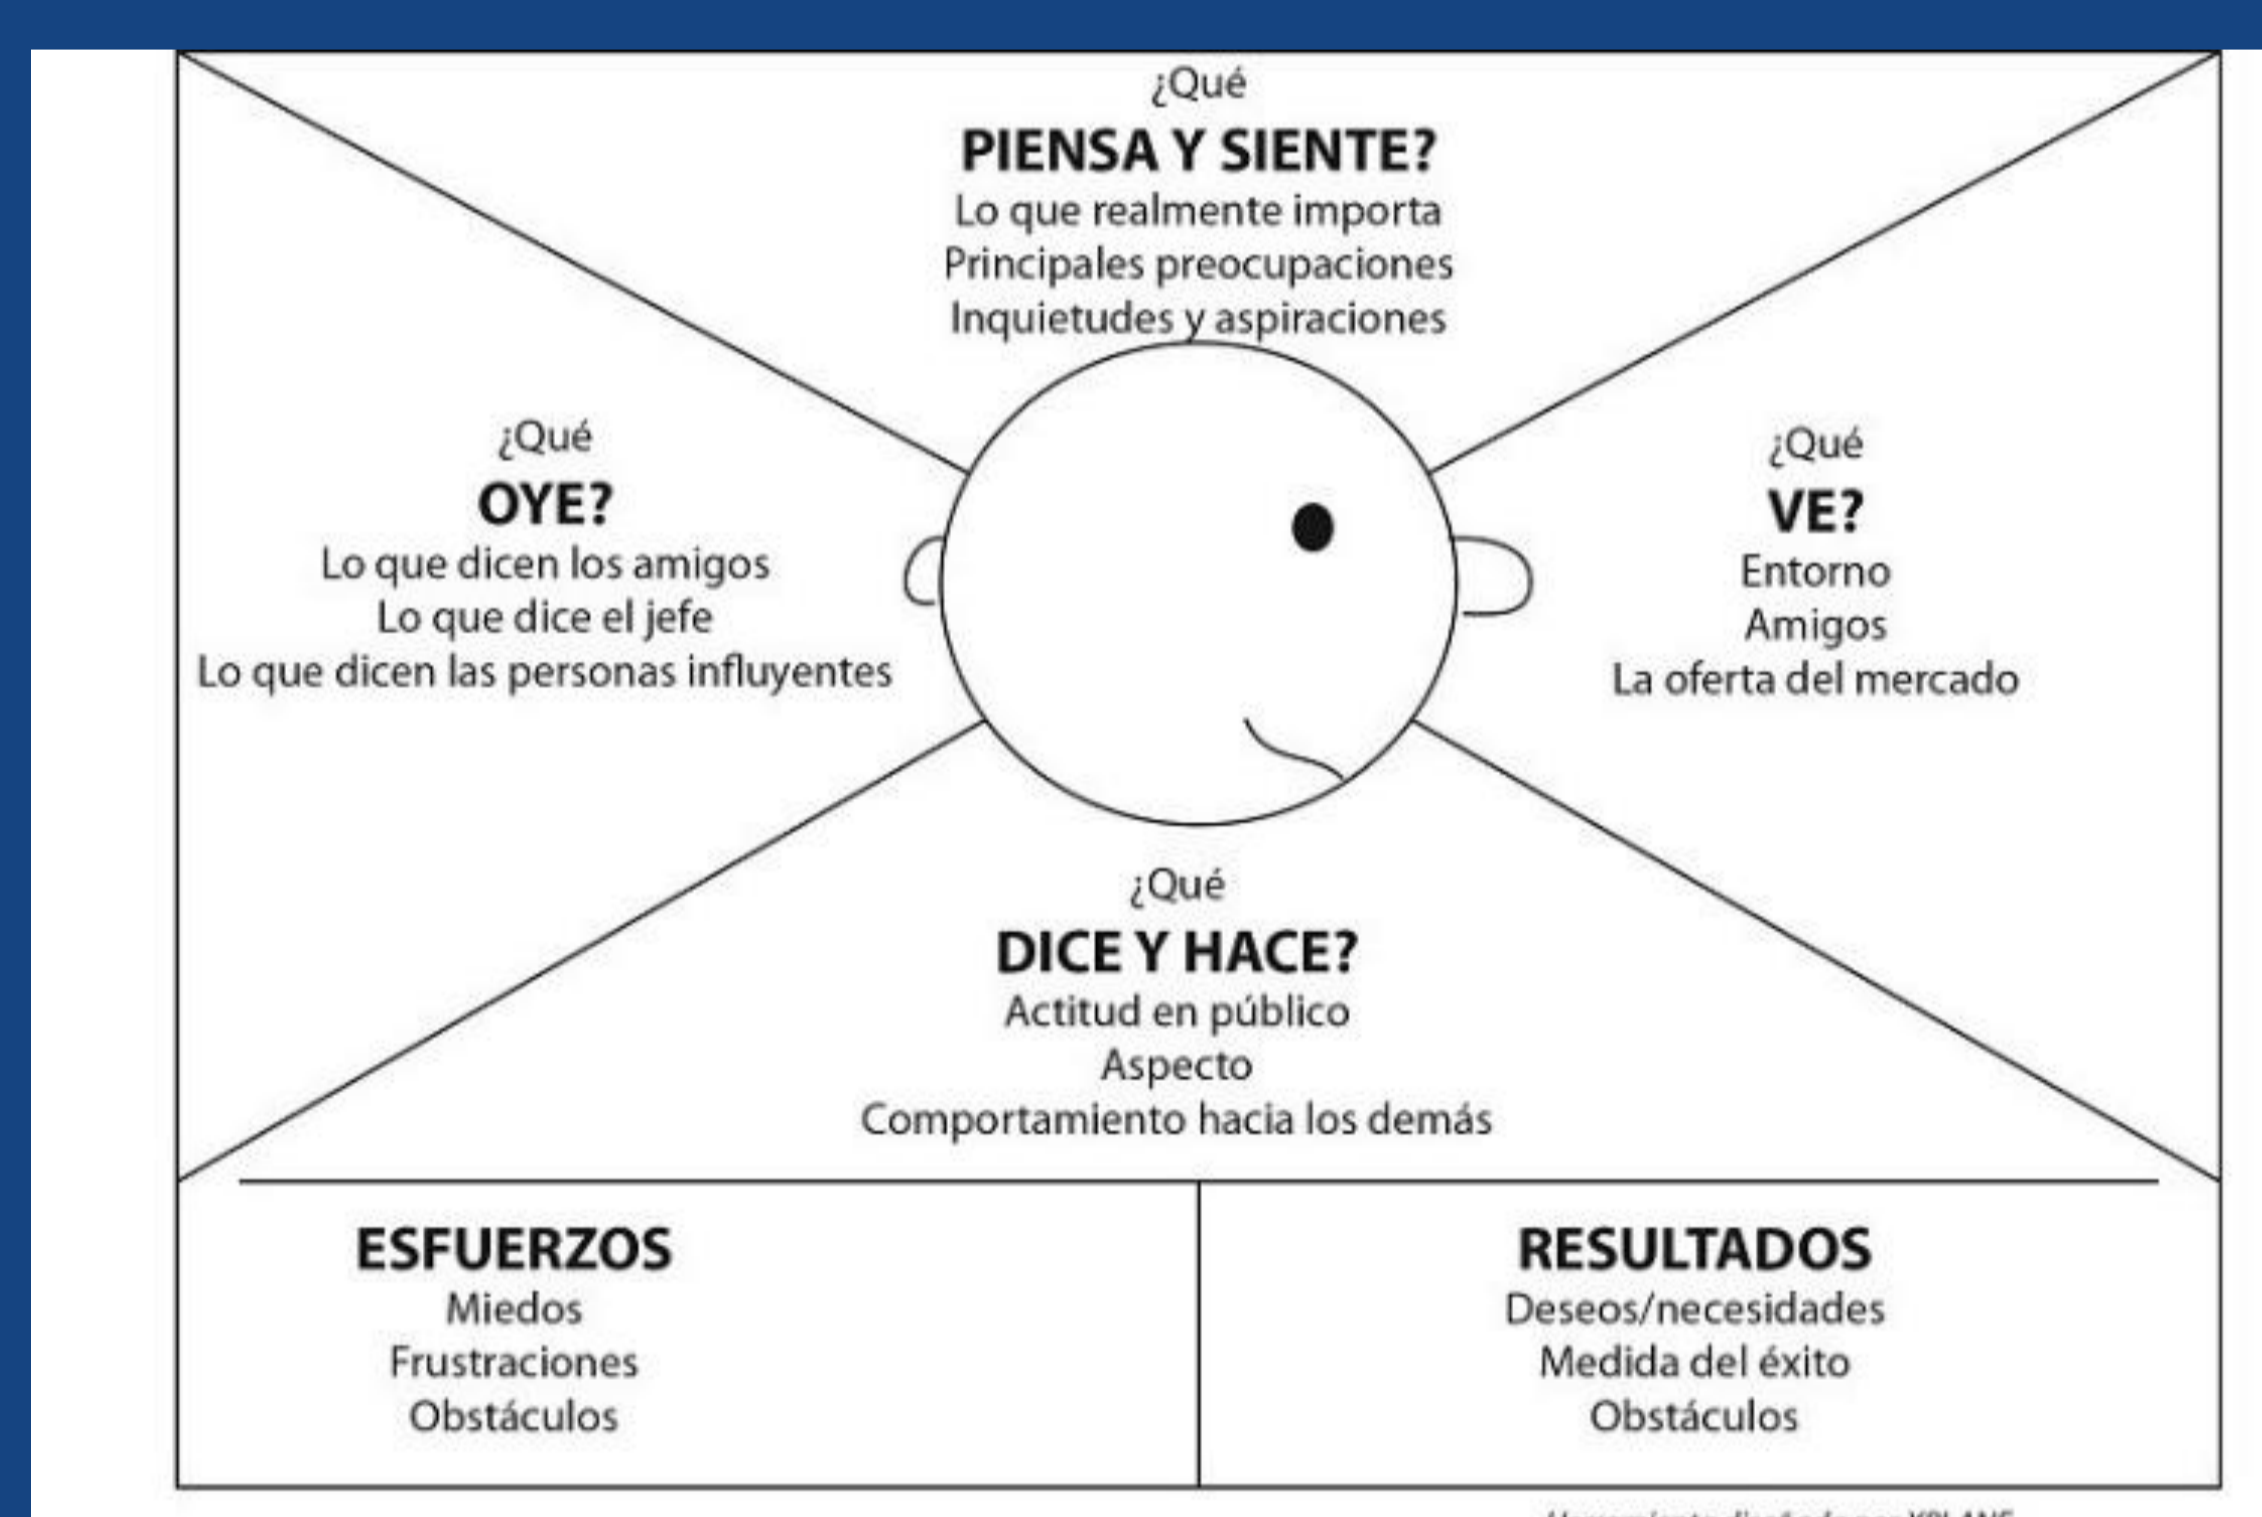 ¿Qué
PIENSA Y SIENTE?
Lo que realmente importa
Principales preocupaciones
Inquietudes y aspiraciones
¿Qué
OYE?
Lo que dicen los amigos
Lo que dice el jefe
Lo que dicen las personas influyentes
¿Qué
VE?
Entorno
Amigos
La oferta del mercado
¿Qué
DICE Y HACE?
Actitud en público
Aspecto
Comportamiento hacia los demás
ESFUERZOS
Miedos
Frustraciones
Obstáculos
RESULTADOS
Deseos/necesidades
Medida del éxito
Obstáculos